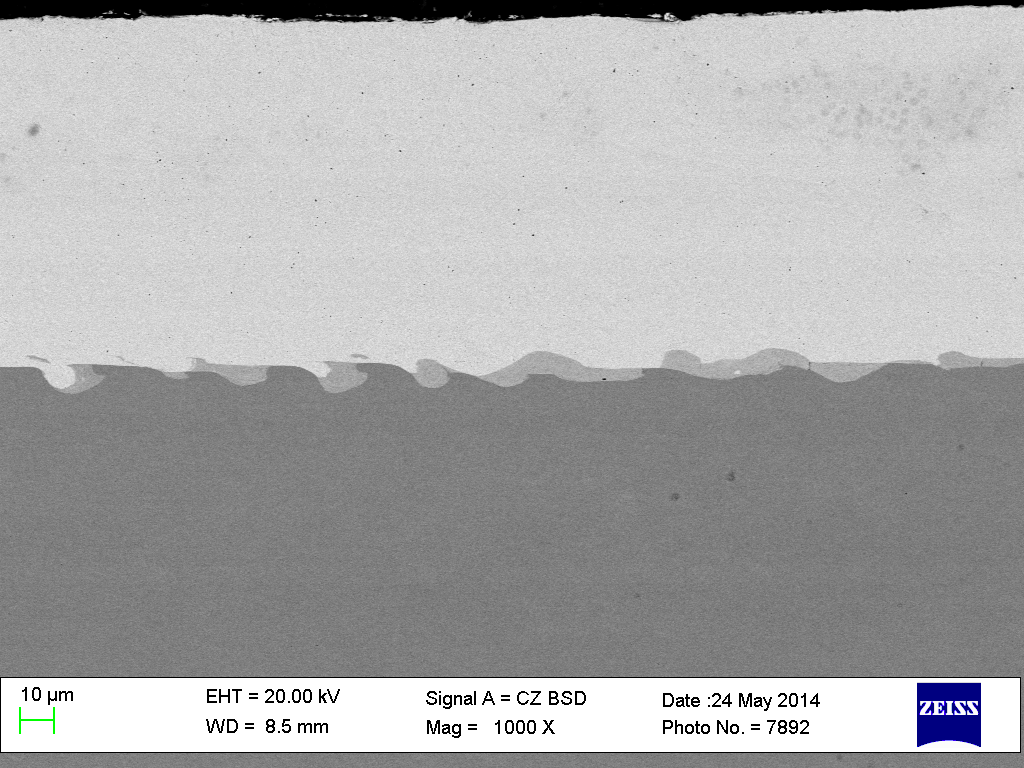 10 µm
EHT = 20.00 kV
Signal A = CZ BSD
Date :24 May 2014
ZEISS
WD = 8.5 mm
Mag = 1000 X
Photo No. = 7892